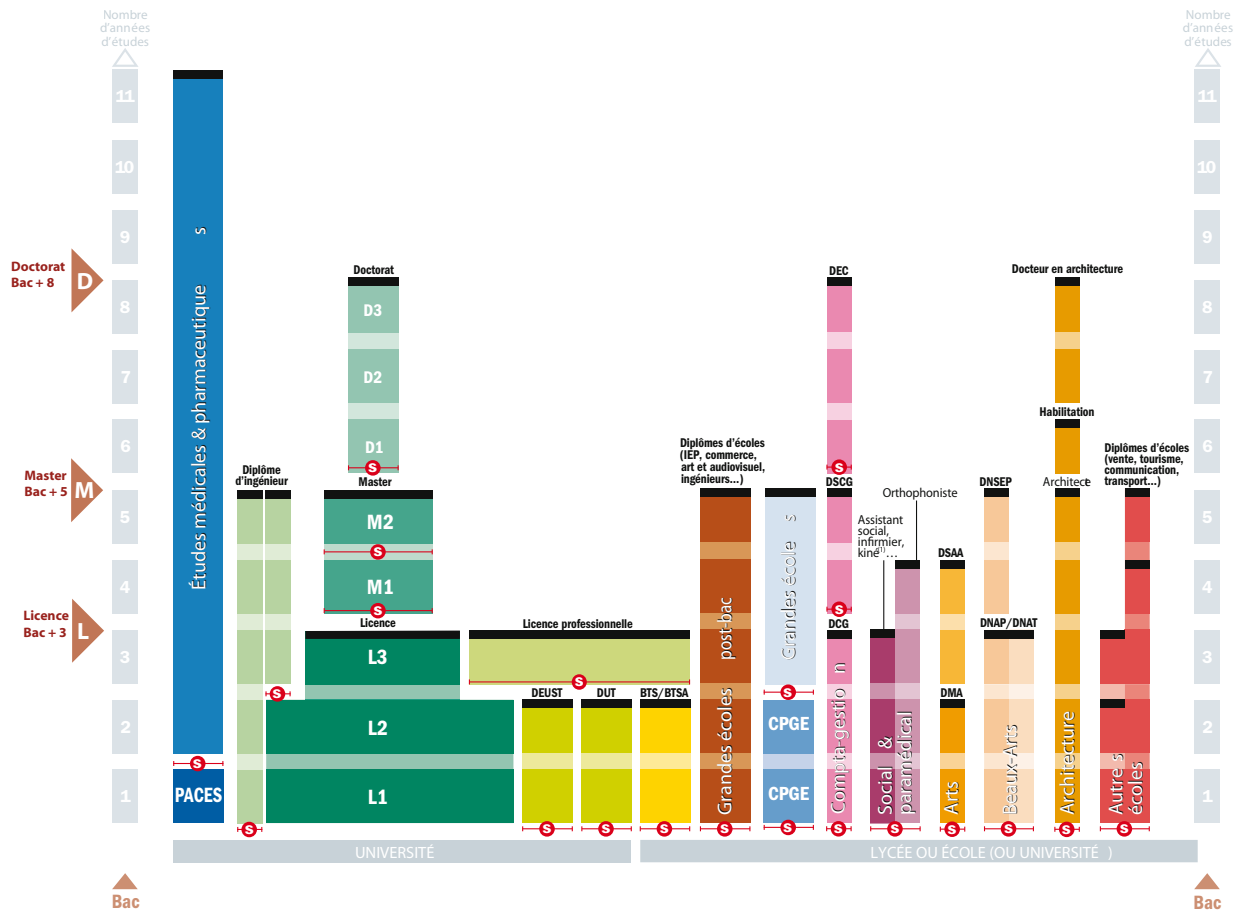 Nombre
d'années
d'études
Nombre
d'années
d'études
11
10
9
8
7
6
5
4
3
2
1
11
10
9
8
7
6
5
4
3
2
1
Doctorat
Bac + 8
D
Master
Bac + 5
M
Licence
Bac + 3
L
Études médicales & pharmaceutique s
S
PACES
Diplôme
d'ingénieur
S
S
Doctorat
D3
D2
D1
S
Master
M2
S
M1
S
Licence
L3
L2
L1
Licence professionnelle
S
DEUST
S
DUT
S
BTS/BTSA
S
Diplômes d'écoles
(IEP, commerce,
art et audiovisuel,
ingénieurs...)
Grandes écoles post-bac
S
Grandes école s
S
CPGE
CPGE
S
DEC
S
DSCG
S
DCG
Compta-gestio n
S
Assistant
social,
infirmier,
kiné(1)...
Orthophoniste
Social &
paramédical
S
DSAA
DMA
Arts
S
DNSEP
DNAP/DNAT
Beaux-Arts
S
Docteur en architecture
Habilitation
Architecte
Architecture
S
Diplômes d'écoles
(vente, tourisme,
communication,
transport...)
Autre s
écoles
S
UNIVERSITÉ
LYCÉE OU ÉCOLE (OU UNIVERSITÉ )
Bac
Bac